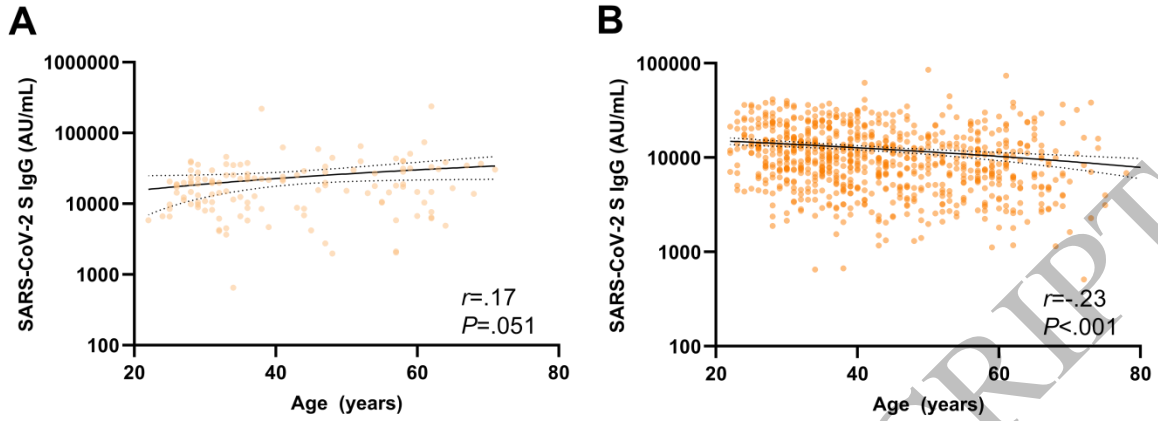 A
SARS-CoV-2 S IgG (AU/mL)
1000000
100000
10000
1000
100
20
40
60
80
Age (years)
r=.17
P=.051
B
SARS-CoV-2 S IgG (AU/mL)
100000
10000
1000
100
20
40
60
80
Age (years)
r=-.23
P<.001
RIPT